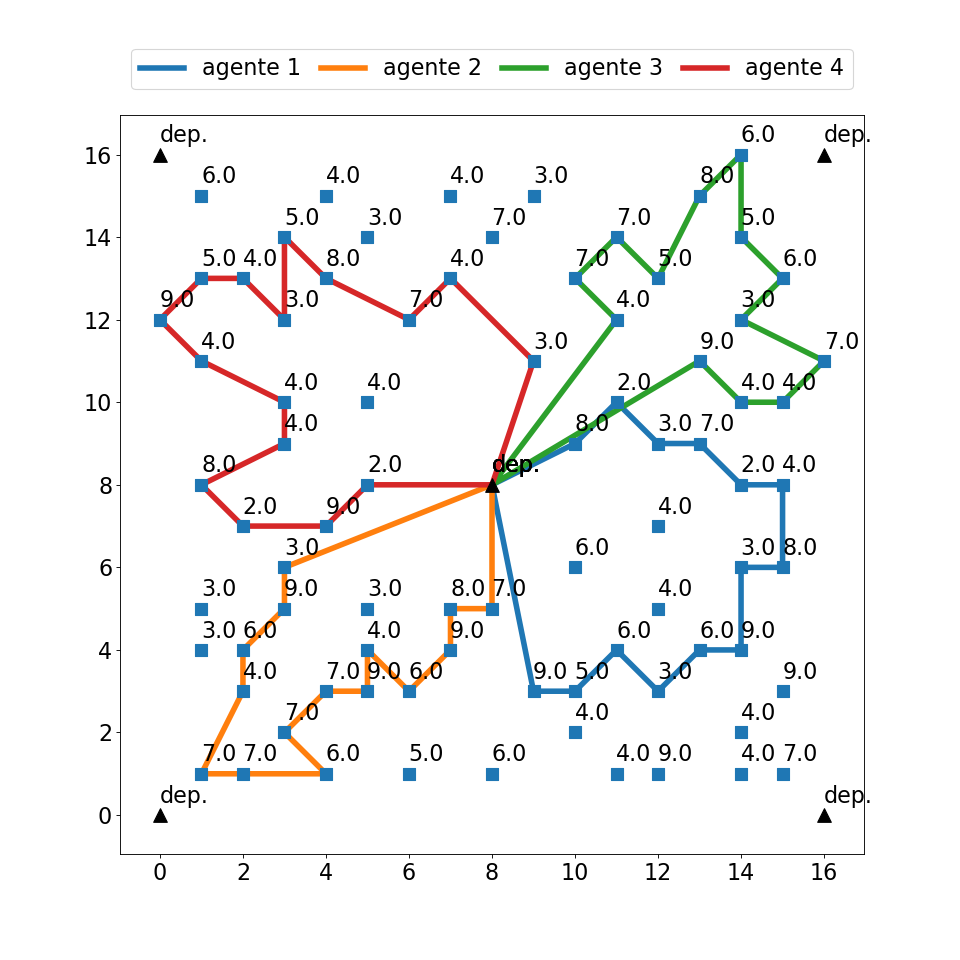 agente 1 agente 2 agente 3 agente 4
dep. 6.0 dep.
16
6.0 4.0 4.0 3.0 8.0
5.0 3.0 7.0 7.0 5.0
14
5.0 4.0 8.0 4.0 7.0 5.0 6.0
9.0 3.0 7.0 4.0 3.0
12
4.0 3.0 9.0 7.0
4.0 4.0 2.0 4.0 4.0
10
4.0 8.0 3.0 7.0
8.0 2.0 dep. dep. 2.0 4.0
8
2.0 9.0 4.0
3.0 6.0 3.0 8.0
6
3.0 9.0 3.0 8.0 7.0 4.0
3.0 6.0 4.0 9.0 6.0 6.0 9.0
4
4.0 7.0 9.0 6.0 9.0 5.0 3.0 9.0
7.0 4.0 4.0
2
7.0 7.0 6.0 5.0 6.0 4.0 9.0 4.0 7.0
dep. dep.
0
0 2 4 6 8 10 12 14 16